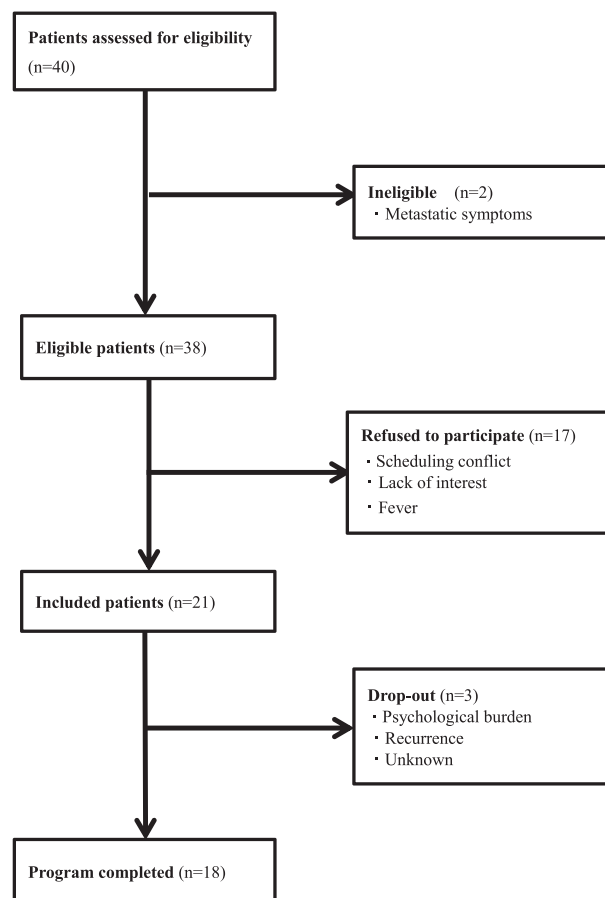 Patients assessed for eligibility
(n=40)
Ineligible (n=2)
・Metastatic symptoms
Eligible patients (n=38)
Refused to participate (n=17)
・Scheduling conflict
・Lack of interest
・Fever
Included patients (n=21)
Drop-out (n=3)
・Psychological burden
・Recurrence
・Unknown
Program completed (n=18)